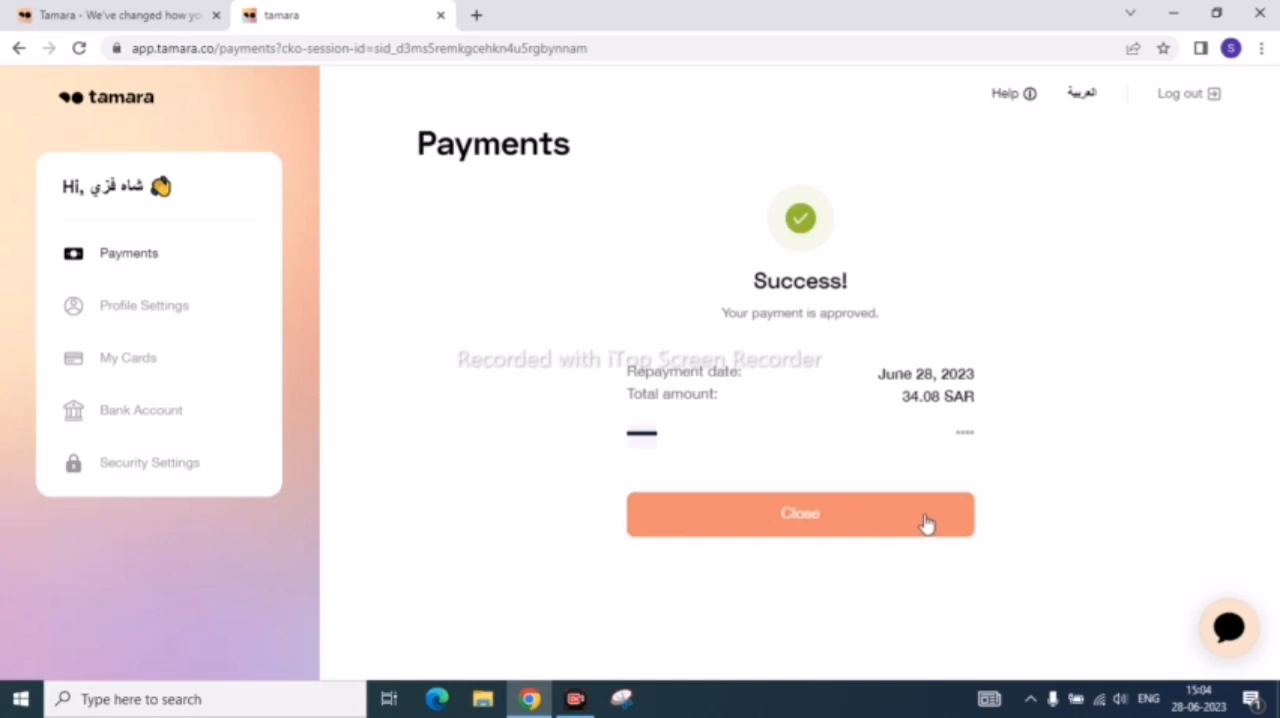 Tamara - We've changed how yo
tamara
app.tamara.co/payments?cko-session-id=sid_d3ms5remkgcehkn4u5rgbynnam
S
tamara
Help
العربية
Log out
Payments
Hi, شاه فزي
Payments
Profile Settings
My Cards
Bank Account
Security Settings
Success!
Your payment is approved.
Recorded with iTop Screen Recorder
Repayment date: June 28, 2023
Total amount: 34.08 SAR
••••
Close
Type here to search
ENG
15:04
28-06-2023
1